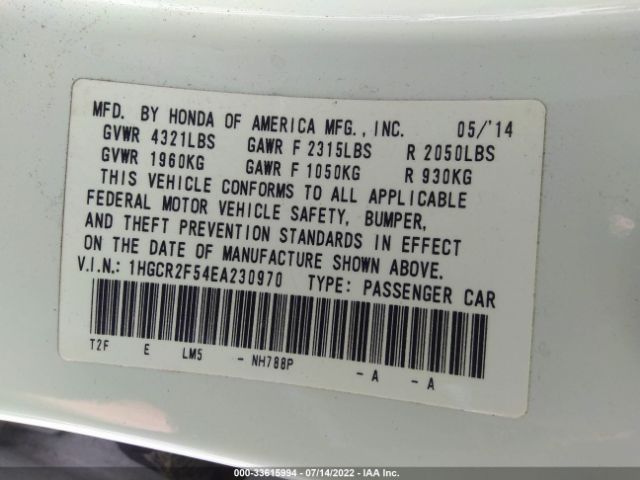 MFD. BY HONDA OF AMERICA MFG., INC. 05/'14
GVWR 4321LBS GAWR F 2315LBS R 2050LBS
GVWR 1960KG GAWR F 1050KG R 930KG
THIS VEHICLE CONFORMS TO ALL APPLICABLE
FEDERAL MOTOR VEHICLE SAFETY, BUMPER,
AND THEFT PREVENTION STANDARDS IN EFFECT
ON THE DATE OF MANUFACTURE SHOWN ABOVE.
V.I.N.: 1HGCR2F54EA230970 TYPE: PASSENGER CAR
T2F E LM5 - NH788P - A - A
000-33615994 - 07/14/2022 - IAA Inc.